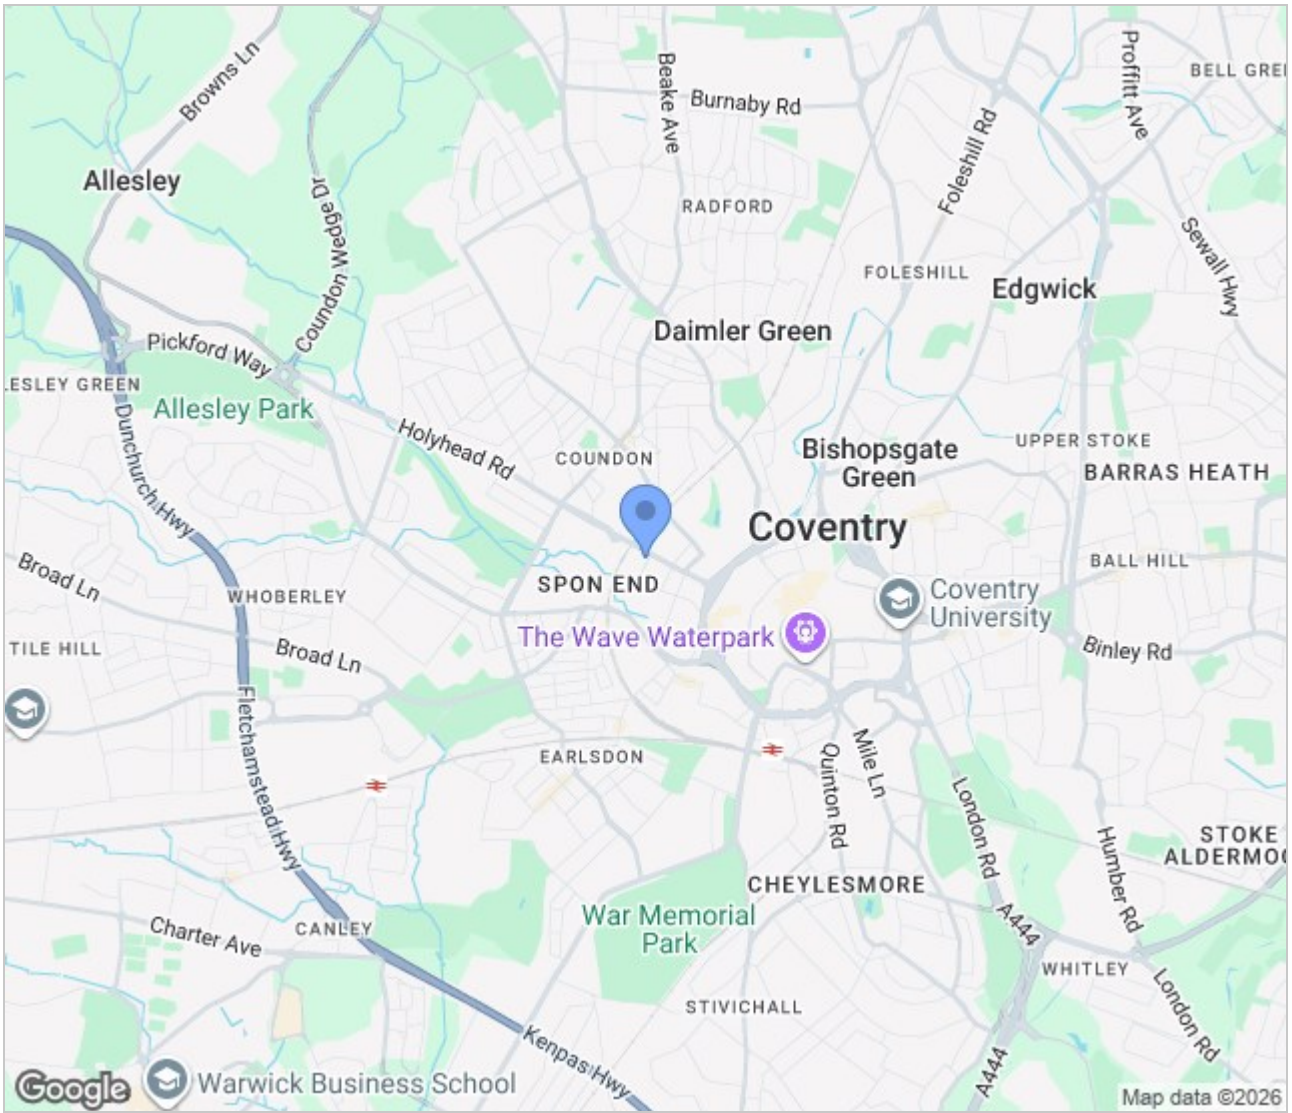 Browns Ln
Beake Ave
Burnaby Rd
Proffitt Ave
BELL GREE
Foleshill Rd
Allesley
RADFORD
Coundon Wedge Dr
Sewall Hwy
FOLESHILL
Edgwick
Daimler Green
Pickford Way
LESLEY GREEN
Allesley Park
Dunchurch Hwy
Holyhead Rd
COUNDON
Bishopsgate
Green
UPPER STOKE
BARRAS HEATH
Coventry
Broad Ln
SPON END
BALL HILL
WHOBERLEY
Coventry
University
The Wave Waterpark
TILE HILL
Broad Ln
Binley Rd
Fletchamstead Hwy
EARLSDON
Quinton Rd
Mile Ln
London Rd
STOKE
ALDERMOO
Humber Rd
CHEYLESMORE
War Memorial
Park
A444
Charter Ave
CANLEY
WHITLEY
London Rd
STIVICHALL
Kenpas Hwy
A444
Warwick Business School
Google
Map data ©2026